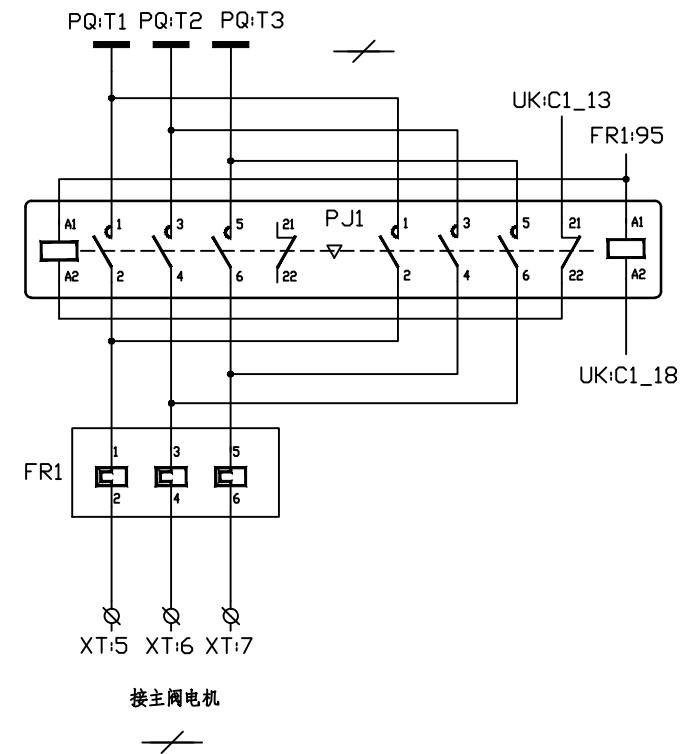 PQ:T1 PQ:T2 PQ:T3
UK:C1_13
FR1:95
A1 1 3 5 21 PJ1 1 3 5 21 A1
A2 2 4 6 22 2 4 6 22 A2
UK:C1_18
1 3 5
FR1
2 4 6
XT:5 XT:6 XT:7
接主阀电机